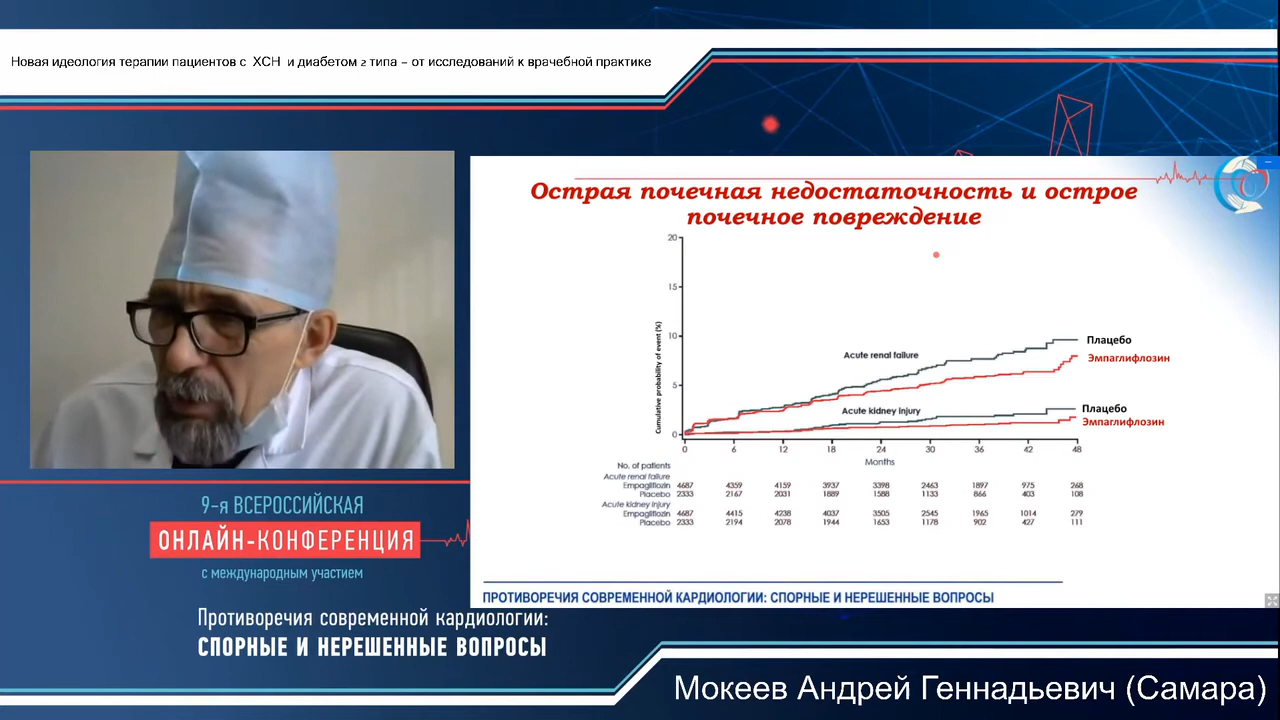 Новая идеология терапии пациентов с ХСН и диабетом 2 типа – от исследований к врачебной практике
Острая почечная недостаточность и острое
почечное повреждение
20
15
10
5
0
Cumulative probability of event (%)
Acute renal failure
Плацебо
Эмпаглифлозин
Acute kidney injury
Плацебо
Эмпаглифлозин
0 6 12 18 24 30 36 42 48
Months
No. of patients
Acute renal failure
Empagliflozin 4687 4359 4159 3937 3398 2463 1897 975 268
Placebo 2333 2167 2031 1889 1588 1133 866 403 108
Acute kidney injury
Empagliflozin 4687 4415 4238 4037 3505 2545 1965 1014 279
Placebo 2333 2194 2078 1944 1653 1178 902 427 111
ПРОТИВОРЕЧИЯ СОВРЕМЕННОЙ КАРДИОЛОГИИ: СПОРНЫЕ И НЕРЕШЕННЫЕ ВОПРОСЫ
9-я ВСЕРОССИЙСКАЯ
ОНЛАЙН-КОНФЕРЕНЦИЯ
с международным участием
Противоречия современной кардиологии:
СПОРНЫЕ И НЕРЕШЕННЫЕ ВОПРОСЫ
Мокеев Андрей Геннадьевич (Самара)